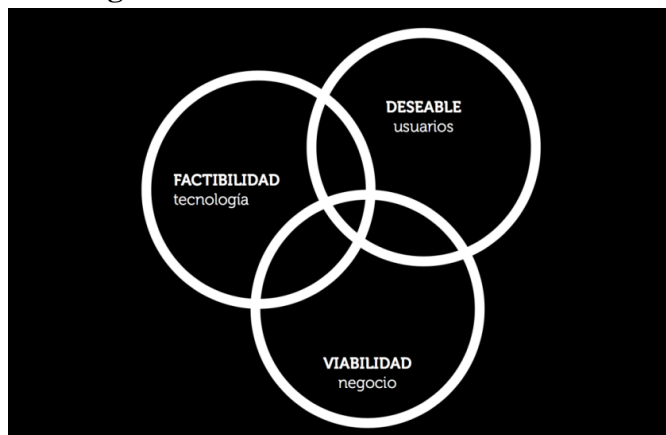 DESEABLE
usuarios
FACTIBILIDAD
tecnología
VIABILIDAD
negocio